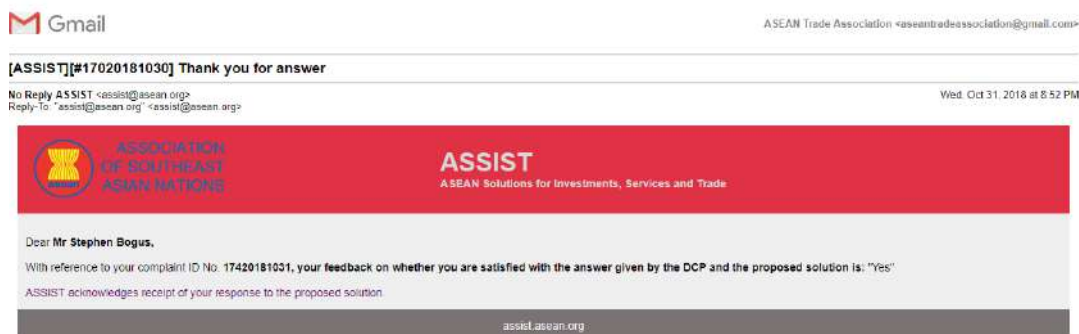 Gmail
ASEAN Trade Association <aseantradeassociation@gmail.com>
[ASSIST][#17020181030] Thank you for answer
No Reply ASSIST <assist@asean.org>
Wed, Oct 31, 2018 at 8:52 PM
Reply-To: "assist@asean.org" <assist@asean.org>
ASSOCIATION
OF SOUTHEAST
ASIAN NATIONS
asean
ASSIST
ASEAN Solutions for Investments, Services and Trade
Dear Mr Stephen Bogus,
With reference to your complaint ID No. 17420181031, your feedback on whether you are satisfied with the answer given by the DCP and the proposed solution is: "Yes"
ASSIST acknowledges receipt of your response to the proposed solution.
assist.asean.org